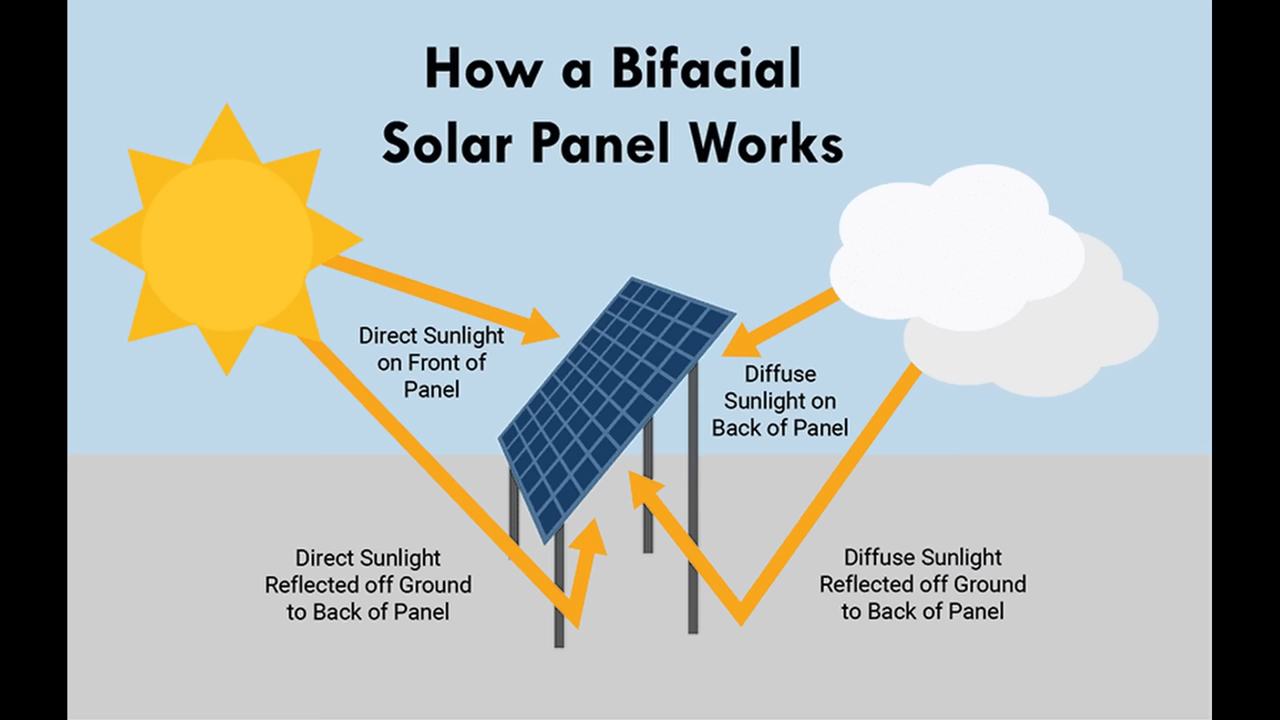 How a Bifacial
Solar Panel Works
Direct Sunlight
on Front of
Panel
Diffuse
Sunlight on
Back of Panel
Direct Sunlight
Reflected off Ground
to Back of Panel
Diffuse Sunlight
Reflected off Ground
to Back of Panel